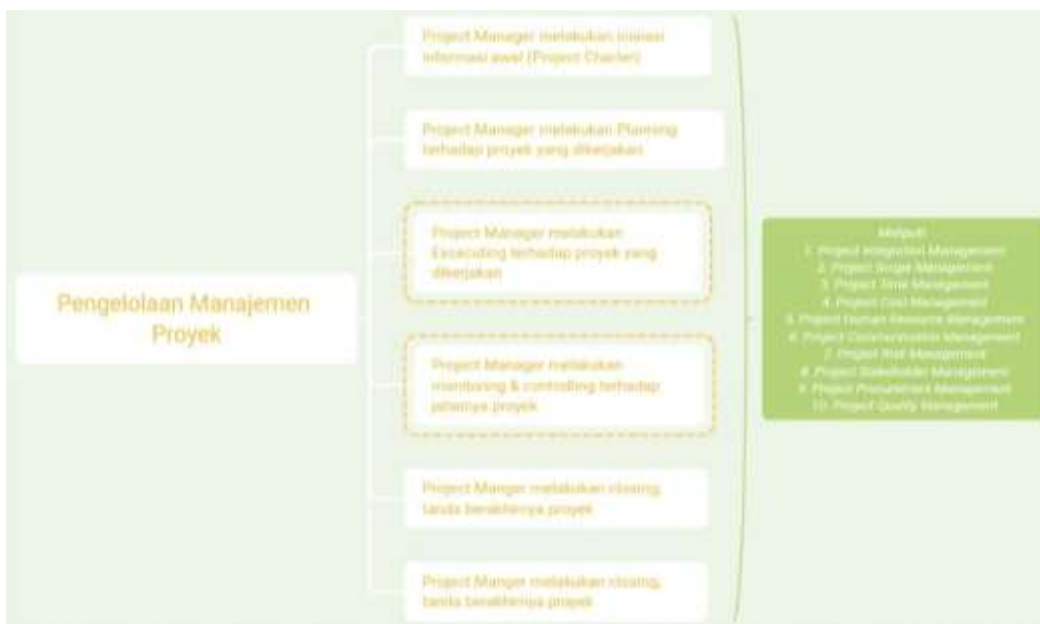 Project Manager melakukan inisiasi
informasi awal (Project Charter)
Project Manager melakukan Planning
terhadap proyek yang dikerjakan
Project Manager melakukan
terhadap proyek yang
dikerjakan
Pengelolaan Manajemen
Proyek
Project Manager melakukan
monitoring & controlling terhadap
jalannya proyek
Project Manger melakukan closing,
tanda berakhirnya proyek
Project Manger melakukan closing,
tanda berakhirnya proyek
Meliputi
1. Project Integration Management
2. Project Scope Management
3. Project Time Management
4. Project Cost Management
5. Project Human Resource Management
6. Project Communication Management
7. Project Risk Management
8. Project Stakeholder Management
9. Project Procurement Management
10. Project Quality Management